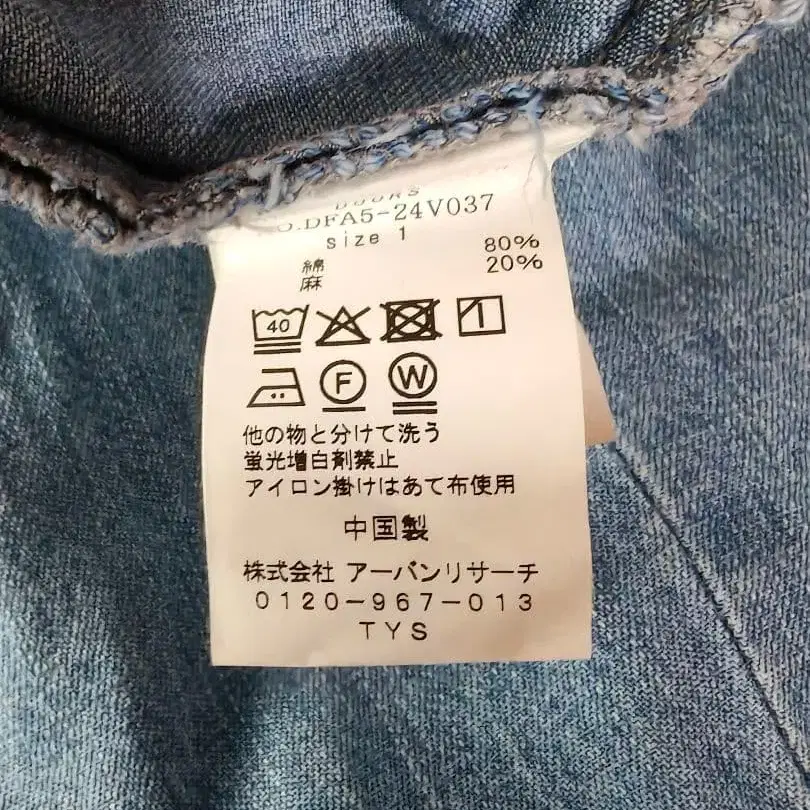 DOORS
.DFA5-24V037
size 1
綿 80%
麻 20%
40
F W
他の物と分けて洗う
蛍光増白剤禁止
アイロン掛けはあて布使用
中国製
株式会社 アーバンリサーチ
0120-967-013
TYS